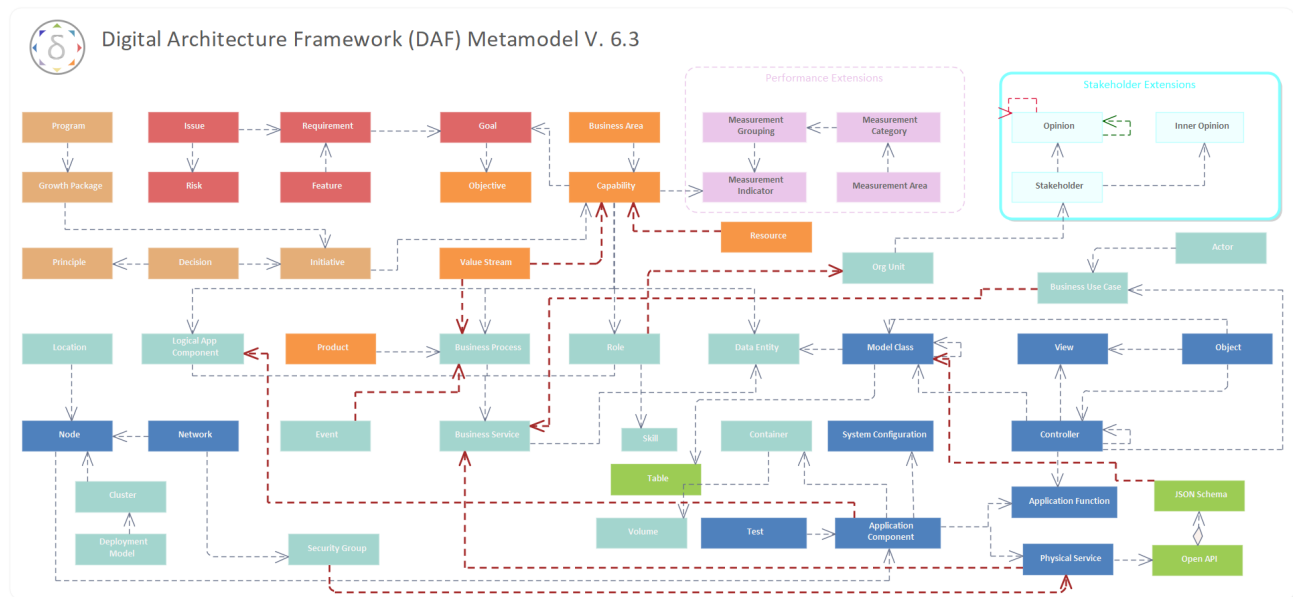 δ
Digital Architecture Framework (DAF) Metamodel V. 6.3
Performance Extensions
Stakeholder Extensions
Program
Issue
Requirement
Goal
Business Area
Measurement
Grouping
Measurement
Category
Opinion
Inner Opinion
Growth Package
Risk
Feature
Objective
Capability
Measurement
Indicator
Measurement Area
Stakeholder
Resource
Actor
Principle
Decision
Initiative
Value Stream
Org Unit
Business Use Case
Location
Logical App
Component
Product
Business Process
Role
Data Entity
Model Class
View
Object
Node
Network
Event
Business Service
Skill
Container
System Configuration
Controller
Table
Cluster
JSON Schema
Application Function
Deployment
Model
Security Group
Volume
Test
Application
Component
Physical Service
Open API